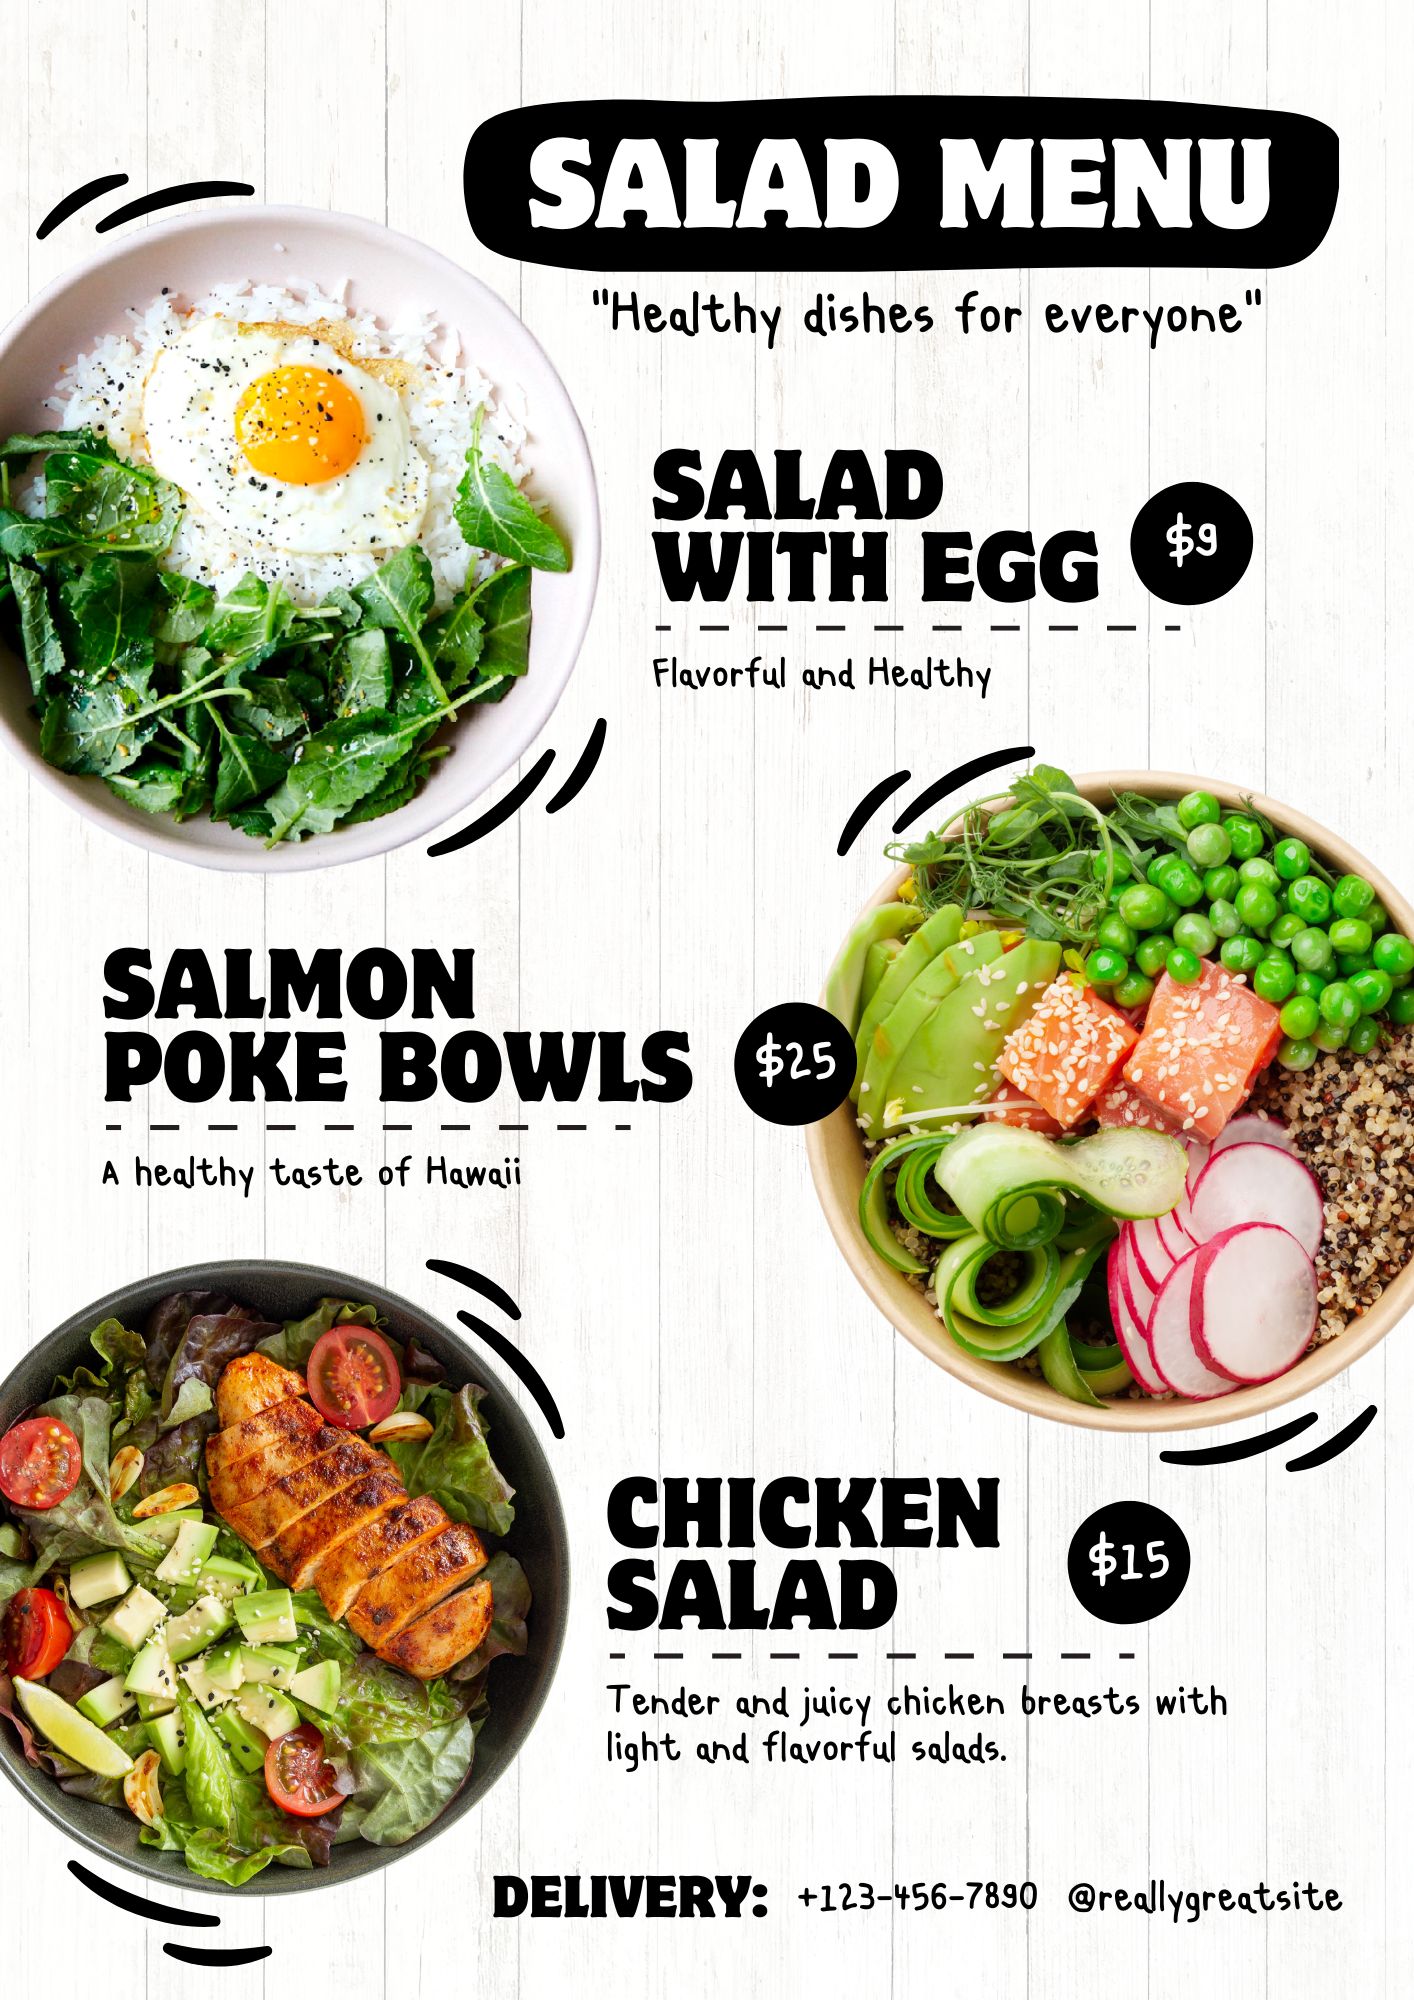 SALAD MENU
"Healthy dishes for everyone"
SALAD
WITH EGG
$9
Flavorful and Healthy
SALMON
POKE BOWLS
$25
A healthy taste of Hawaii
CHICKEN
SALAD
$15
Tender and juicy chicken breasts with
light and flavorful salads.
DELIVERY: +123-456-7890 @reallygreatsite